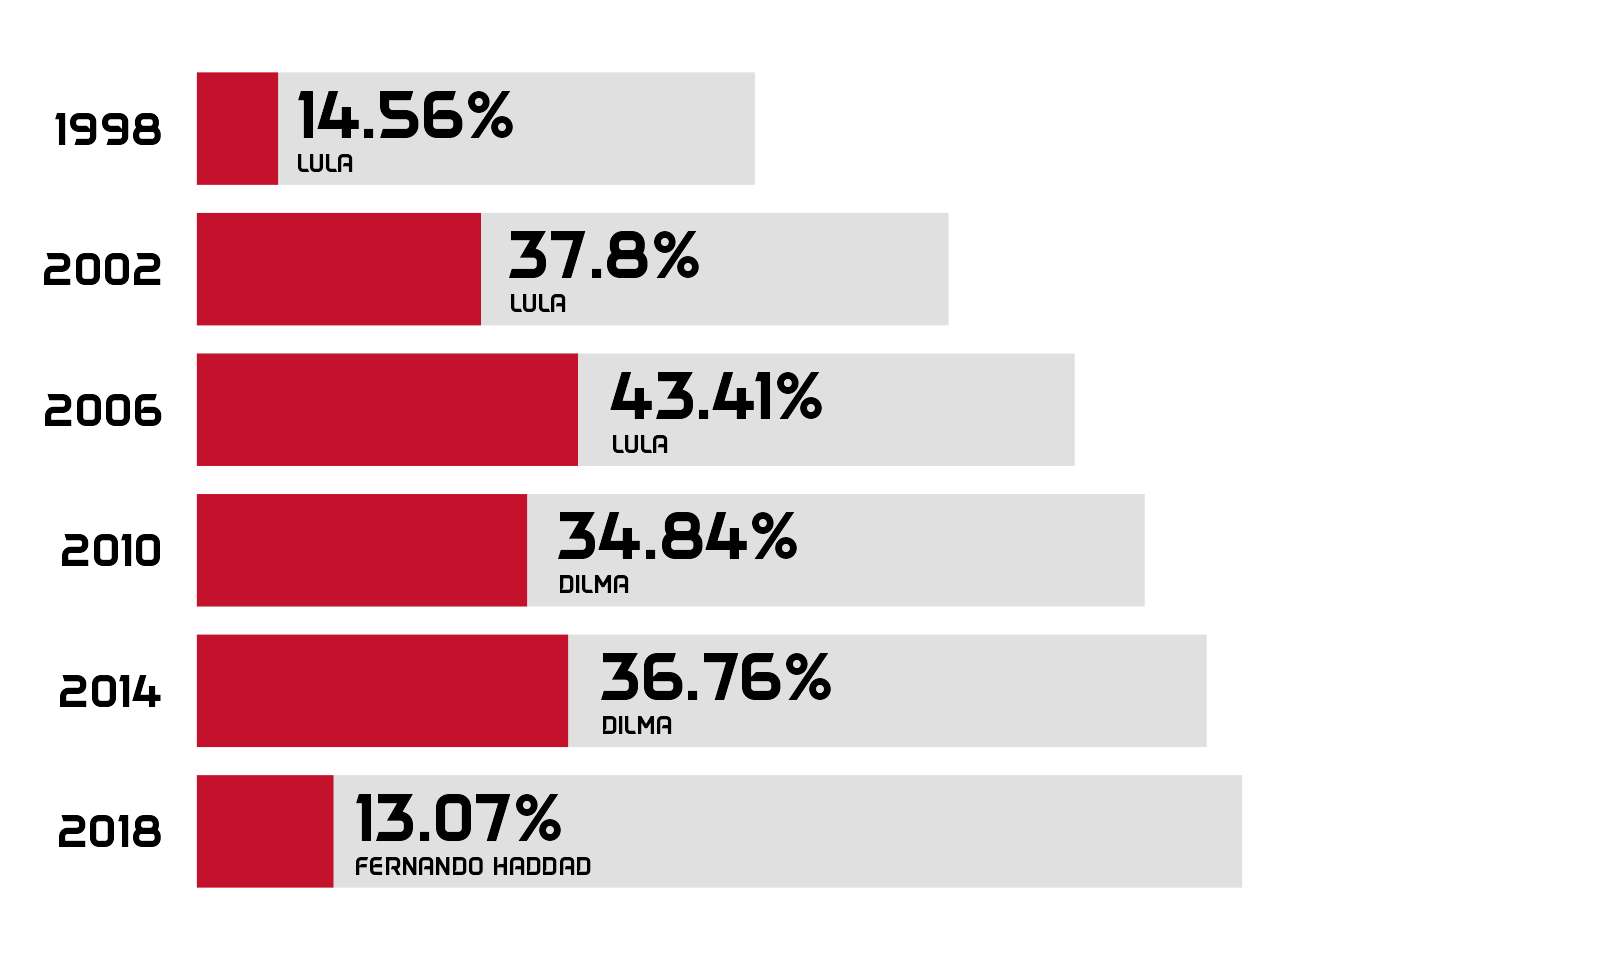 1998
14.56%
LULA
2002
37.8%
LULA
2006
43.41%
LULA
2010
34.84%
DILMA
2014
36.76%
DILMA
2018
13.07%
FERNANDO HADDAD